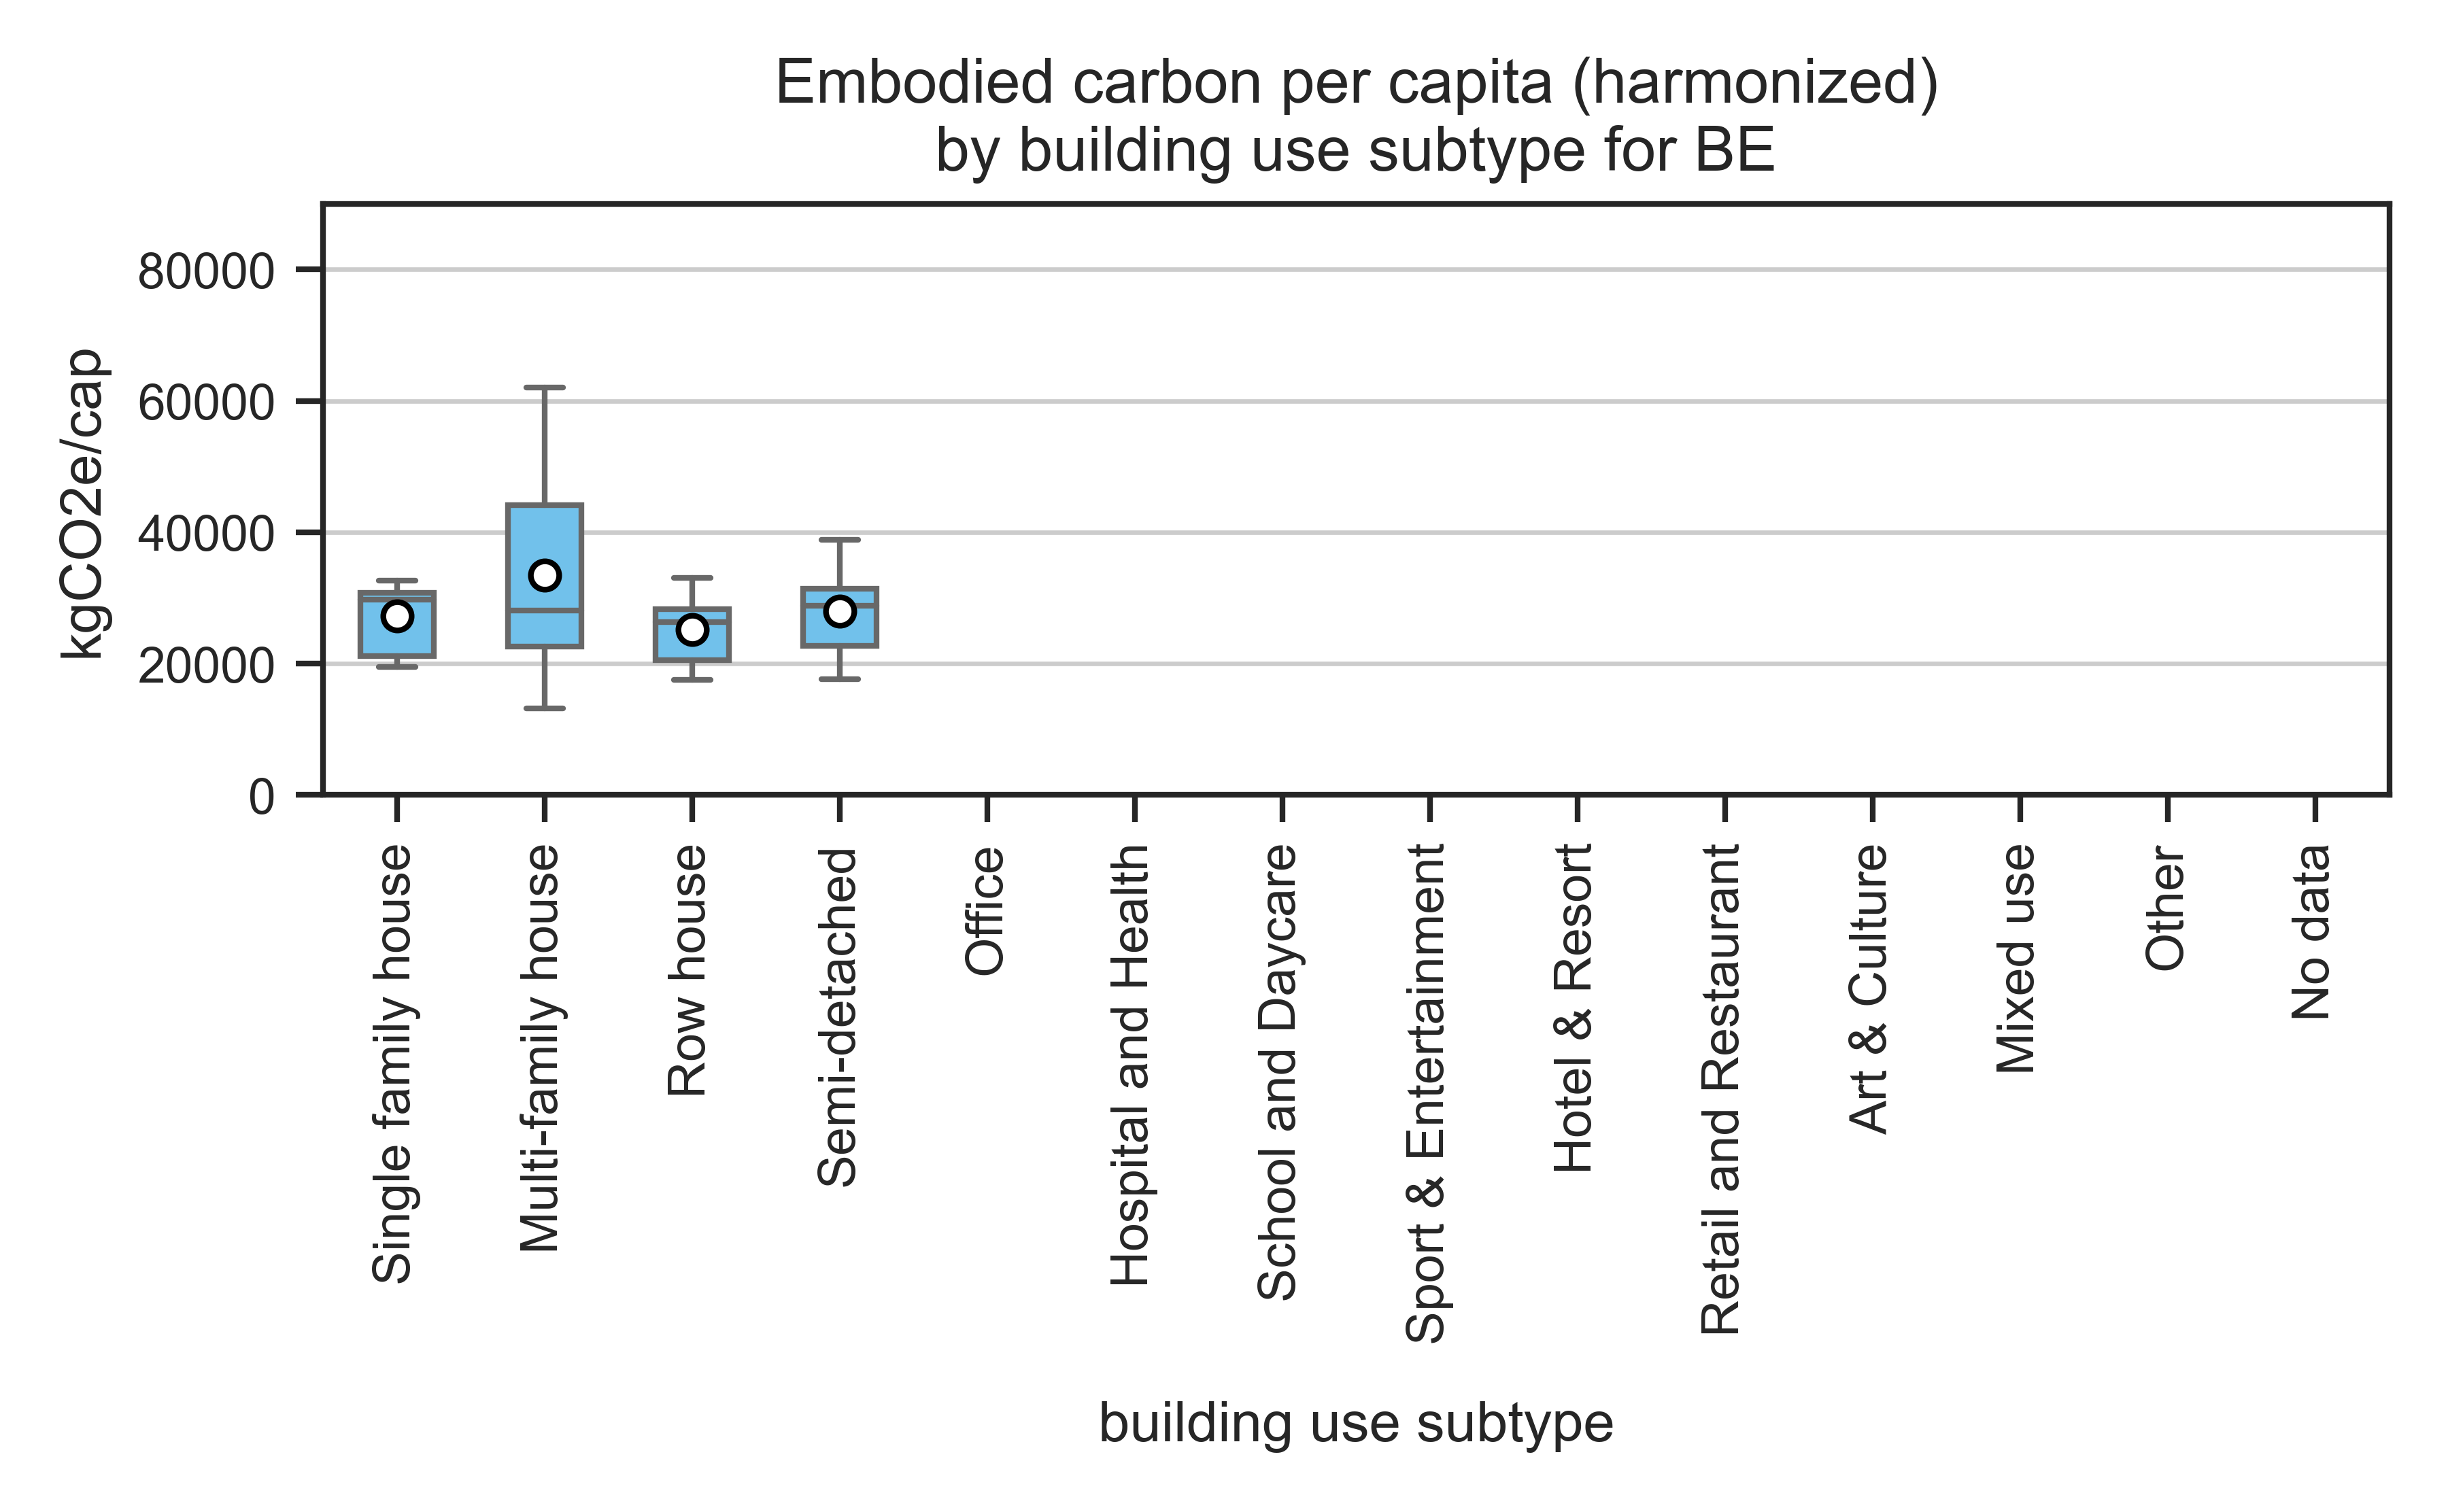 Embodied carbon per capita (harmonized)
by building use subtype for BE
kgCO2e/cap
80000
60000
40000
20000
0
Single family house
Multi-family house
Row house
Semi-detached
Office
Hospital and Health
School and Daycare
Sport & Entertainment
Hotel & Resort
Retail and Restaurant
Art & Culture
Mixed use
Other
No data
building use subtype